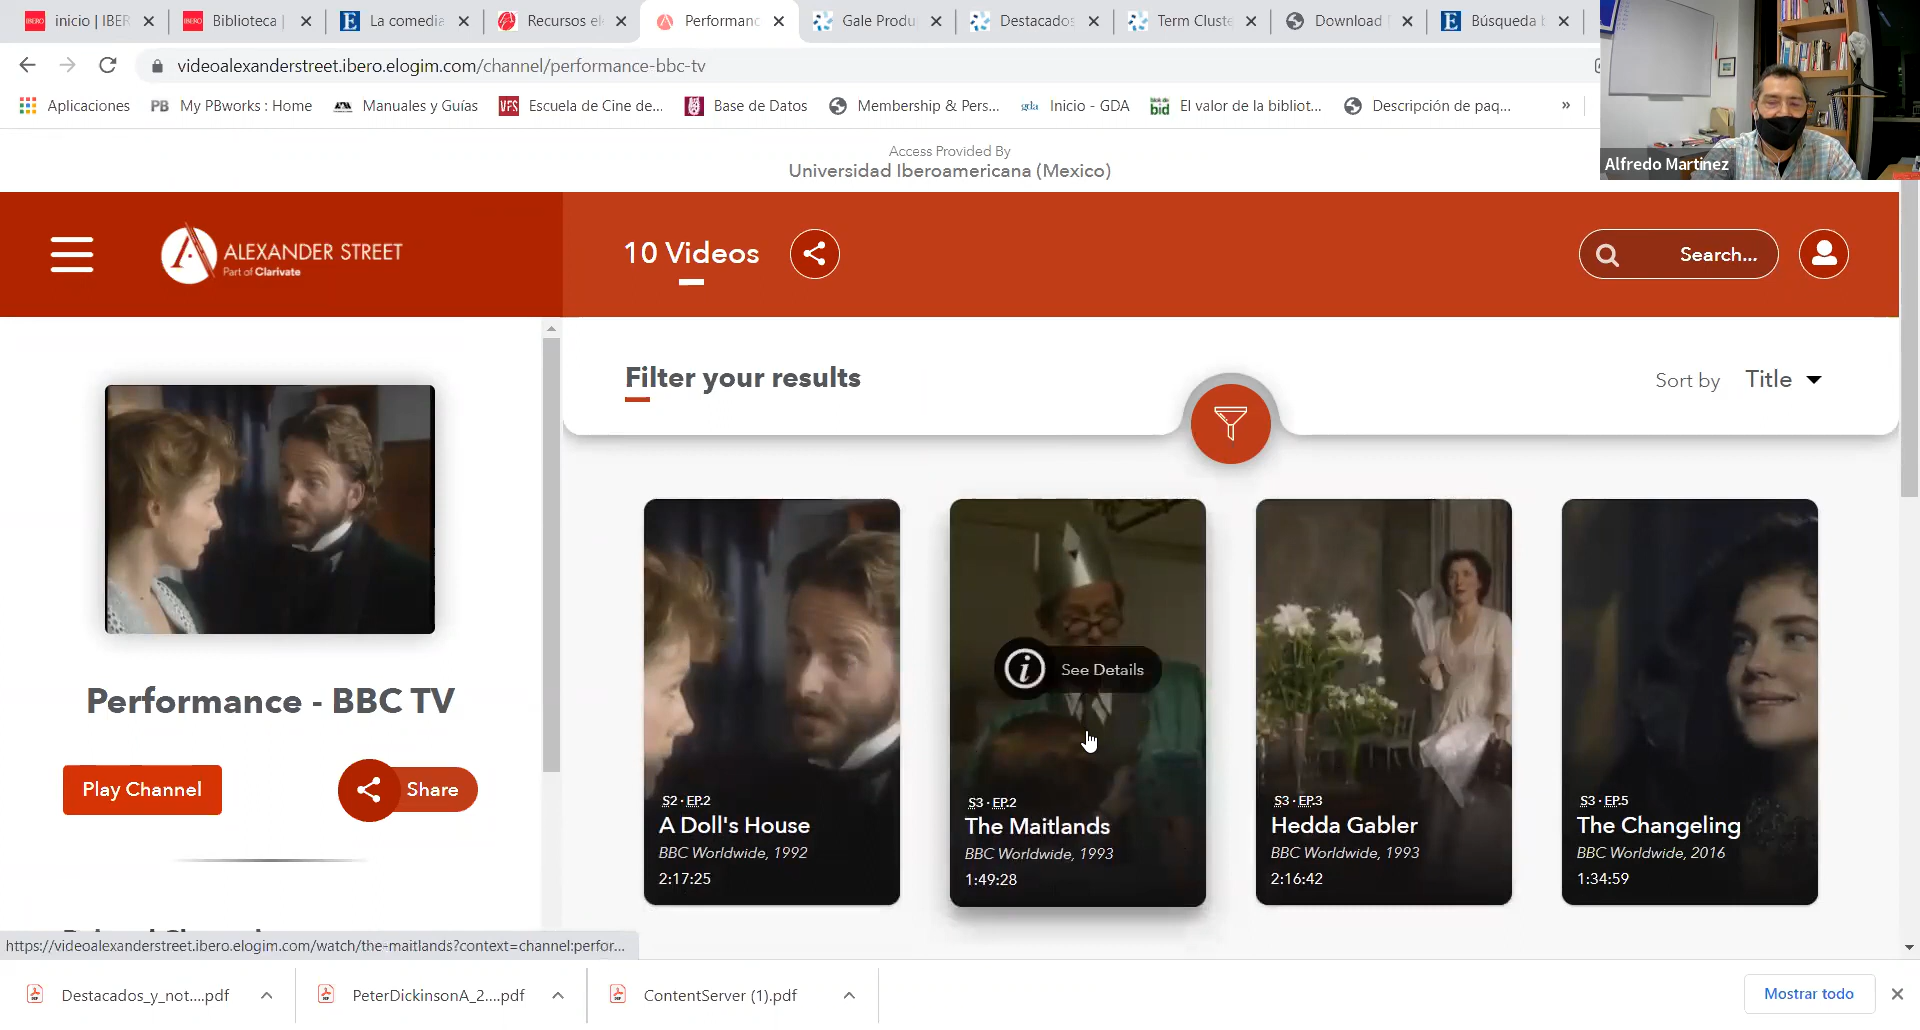 inicio | IBER
Biblioteca |
La comedia
Recursos ele
Performanc
Gale Produ
Destacados
Term Cluste
Download
Búsqueda b
videoalexanderstreet.ibero.elogim.com/channel/performance-bbc-tv
Aplicaciones
PB My PBworks : Home
Manuales y Guías
VFS Escuela de Cine de...
Base de Datos
Membership & Pers...
gda Inicio - GDA
bid El valor de la bibliot...
Descripción de paq...
»
Alfredo Martinez
Access Provided By
Universidad Iberoamericana (Mexico)
ALEXANDER STREET
Part of Clarivate
10 Videos
Search...
Filter your results
Sort by Title
Performance - BBC TV
Play Channel
Share
See Details
S2 · EP.2
A Doll's House
BBC Worldwide, 1992
2:17:25
S3 · EP.2
The Maitlands
BBC Worldwide, 1993
1:49:28
S3 · EP.3
Hedda Gabler
BBC Worldwide, 1993
2:16:42
S3 · EP.5
The Changeling
BBC Worldwide, 2016
1:34:59
https://videoalexanderstreet.ibero.elogim.com/watch/the-maitlands?context=channel:perfor...
Destacados_y_not....pdf
PeterDickinsonA_2....pdf
ContentServer (1).pdf
Mostrar todo